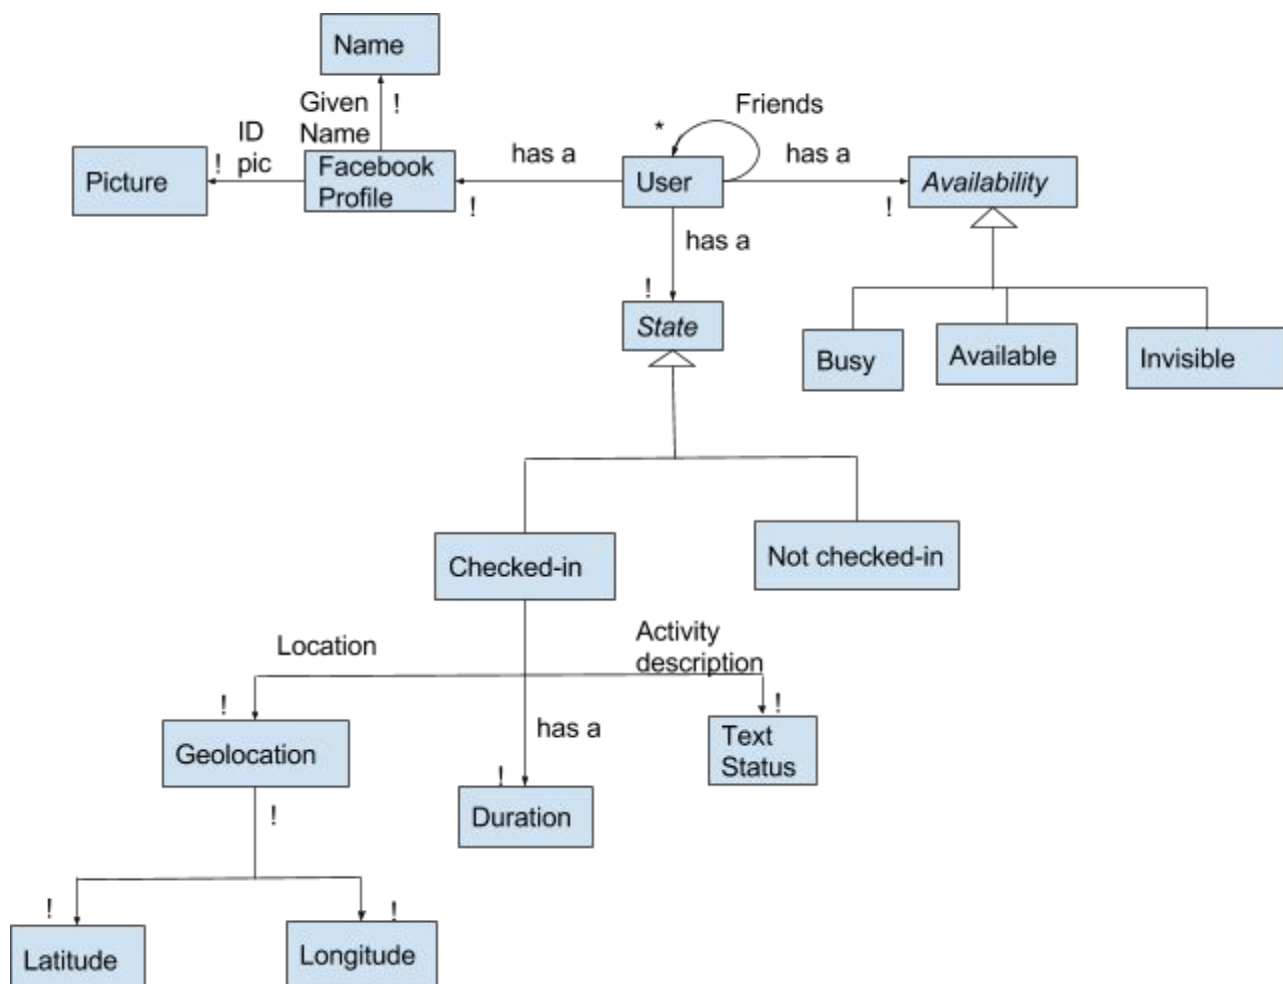 Name
Given
Name
!
Friends
*
ID
pic
!
Picture
Facebook
Profile
has a
!
User
has a
!
Availability
has a
!
State
Busy
Available
Invisible
Checked-in
Not checked-in
Location
Activity
description
!
!
Geolocation
has a
!
Text
Status
Duration
!
!
!
Latitude
Longitude